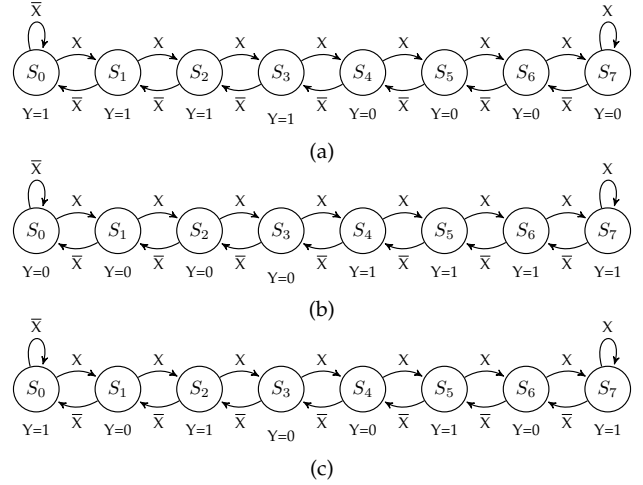 X̅ X X X X X X X X
S₀ S₁ S₂ S₃ S₄ S₅ S₆ S₇
X̅ X̅ X̅ X̅ X̅ X̅ X̅
Y=1 Y=1 Y=1 Y=1 Y=0 Y=0 Y=0 Y=0
(a)
X̅ X X X X X X X X
S₀ S₁ S₂ S₃ S₄ S₅ S₆ S₇
X̅ X̅ X̅ X̅ X̅ X̅ X̅
Y=0 Y=0 Y=0 Y=0 Y=1 Y=1 Y=1 Y=1
(b)
X̅ X X X X X X X X
S₀ S₁ S₂ S₃ S₄ S₅ S₆ S₇
X̅ X̅ X̅ X̅ X̅ X̅ X̅
Y=1 Y=0 Y=1 Y=0 Y=0 Y=1 Y=0 Y=1
(c)